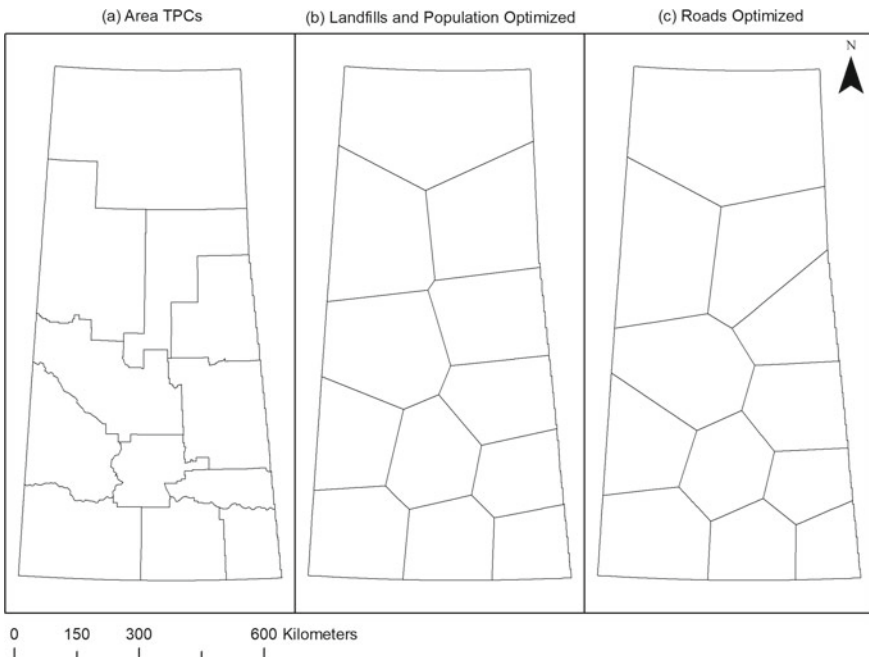 (a) Area TPCs
(b) Landfills and Population Optimized
(c) Roads Optimized
N
0 150 300 600 Kilometers